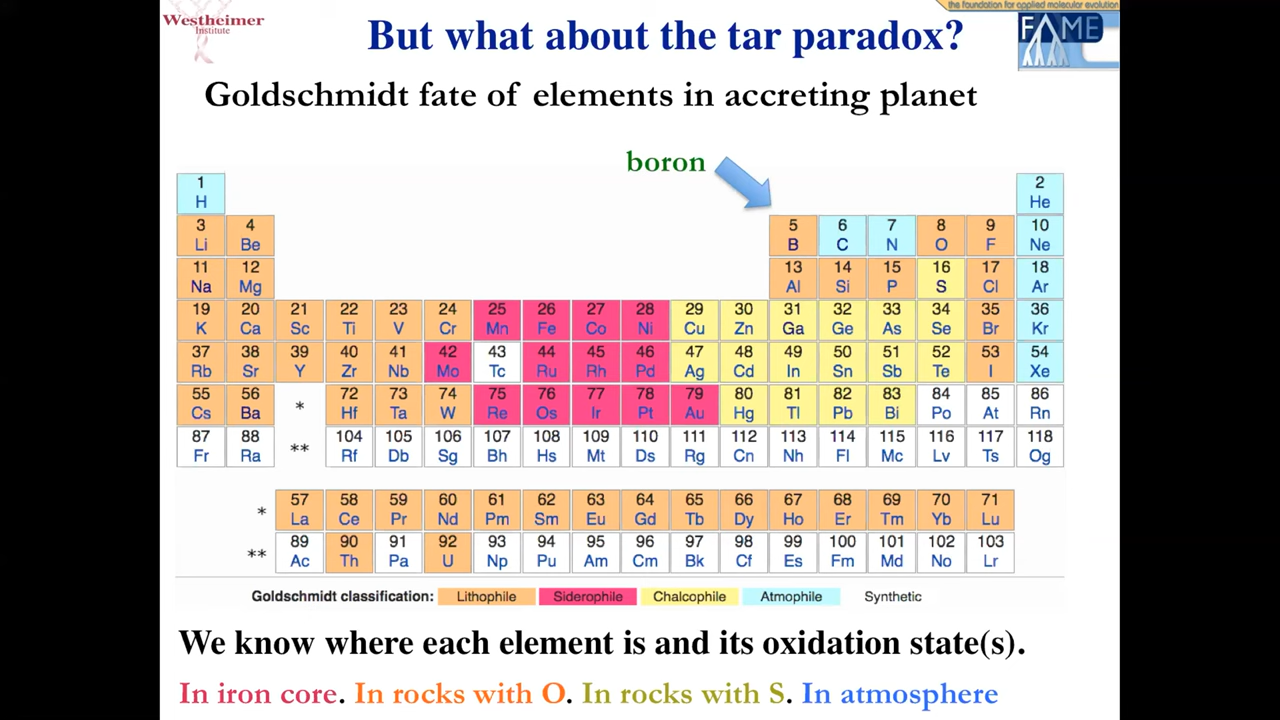 Westheimer
Institute
the foundation for applied molecular evolution
FAME
But what about the tar paradox?
Goldschmidt fate of elements in accreting planet
boron
1 2
H He
3 4 5 6 7 8 9 10
Li Be B C N O F Ne
11 12 13 14 15 16 17 18
Na Mg Al Si P S Cl Ar
19 20 21 22 23 24 25 26 27 28 29 30 31 32 33 34 35 36
K Ca Sc Ti V Cr Mn Fe Co Ni Cu Zn Ga Ge As Se Br Kr
37 38 39 40 41 42 43 44 45 46 47 48 49 50 51 52 53 54
Rb Sr Y Zr Nb Mo Tc Ru Rh Pd Ag Cd In Sn Sb Te I Xe
55 56 * 72 73 74 75 76 77 78 79 80 81 82 83 84 85 86
Cs Ba Hf Ta W Re Os Ir Pt Au Hg Tl Pb Bi Po At Rn
87 88 ** 104 105 106 107 108 109 110 111 112 113 114 115 116 117 118
Fr Ra Rf Db Sg Bh Hs Mt Ds Rg Cn Nh Fl Mc Lv Ts Og
* 57 58 59 60 61 62 63 64 65 66 67 68 69 70 71
La Ce Pr Nd Pm Sm Eu Gd Tb Dy Ho Er Tm Yb Lu
** 89 90 91 92 93 94 95 96 97 98 99 100 101 102 103
Ac Th Pa U Np Pu Am Cm Bk Cf Es Fm Md No Lr
Goldschmidt classification: Lithophile Siderophile Chalcophile Atmophile Synthetic
We know where each element is and its oxidation state(s).
In iron core. In rocks with O. In rocks with S. In atmosphere